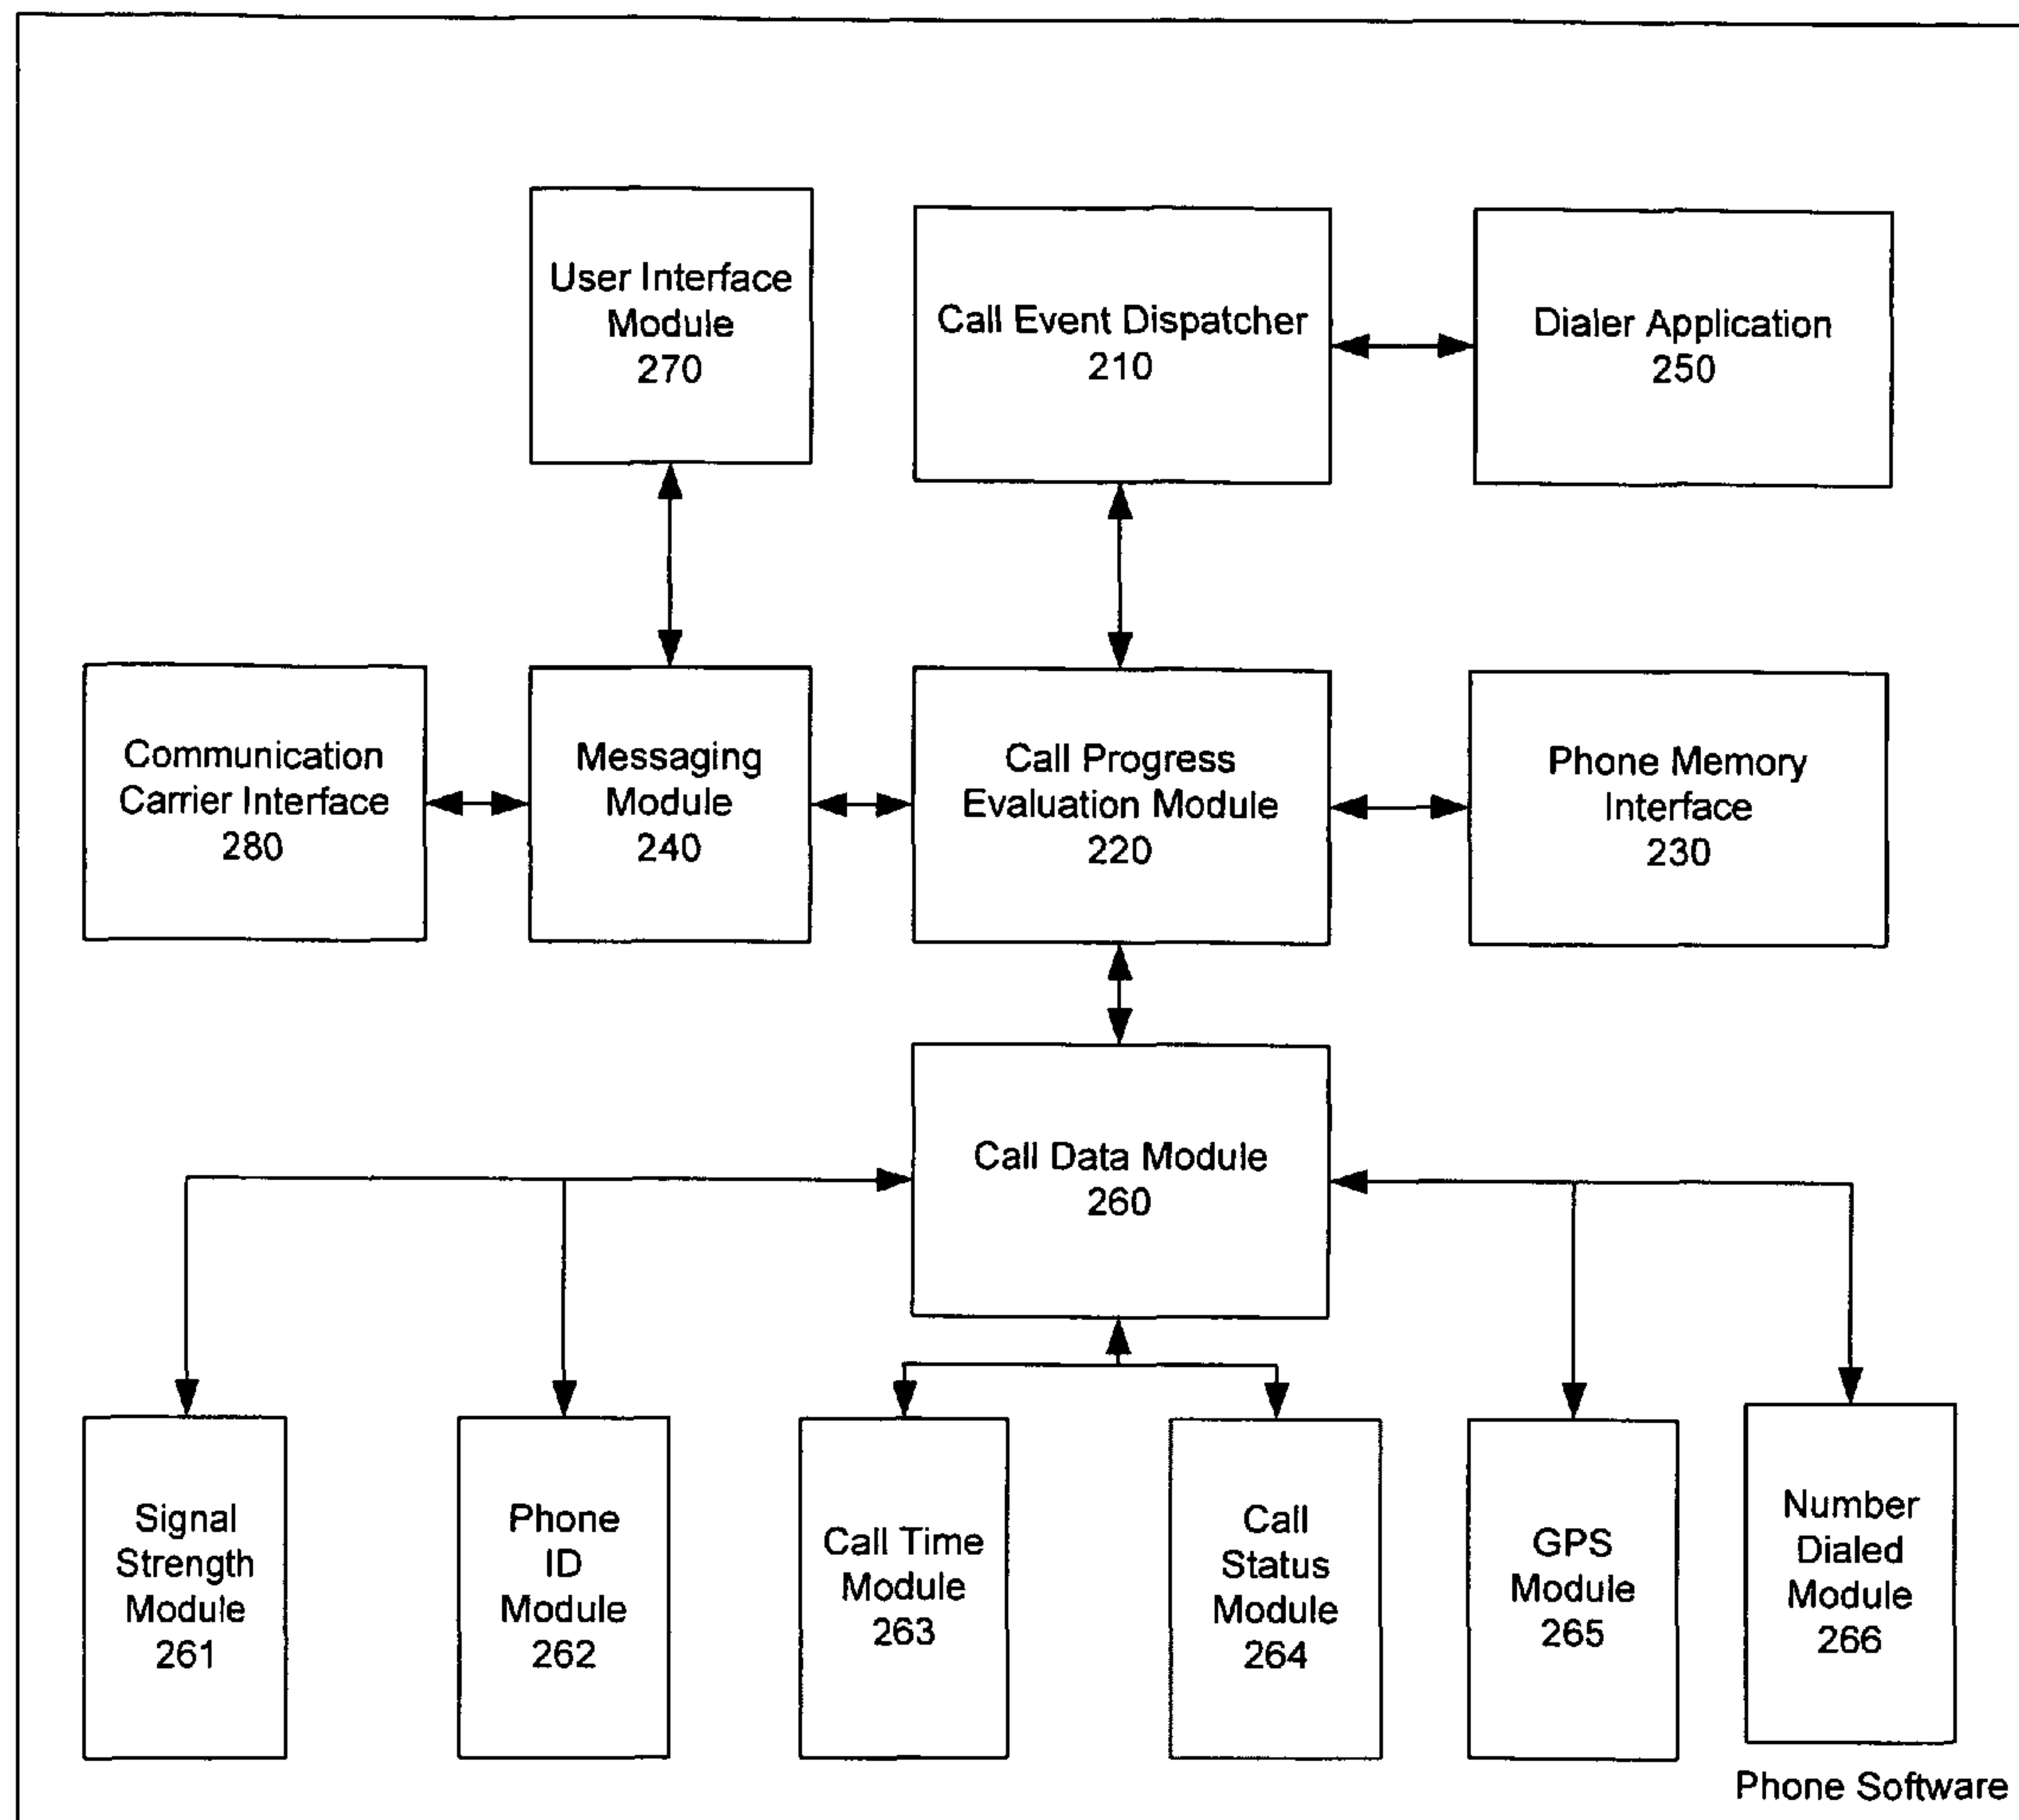 User Interface
Module
270
Call Event Dispatcher
210
Dialer Application
250
Communication
Carrier Interface
280
Messaging
Module
240
Call Progress
Evaluation Module
220
Phone Memory
Interface
230
Call Data Module
260
Signal
Strength
Module
261
Phone
ID
Module
262
Call Time
Module
263
Call
Status
Module
264
GPS
Module
265
Number
Dialed
Module
266
Phone Software